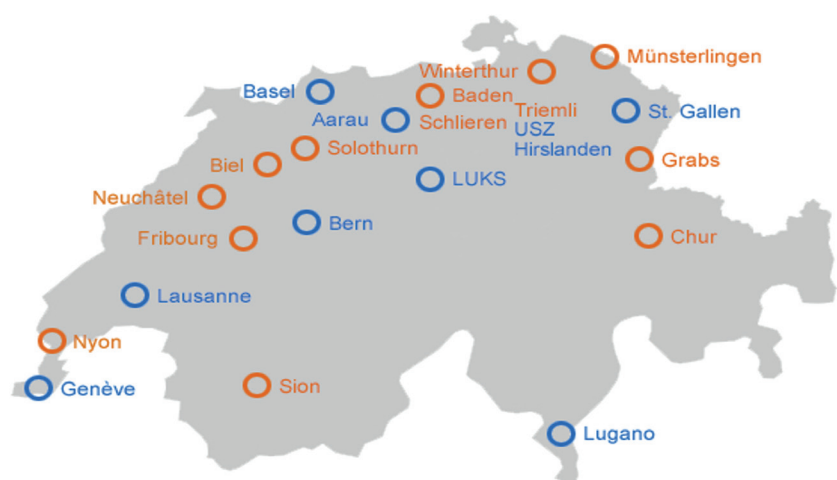 Münsterlingen
Winterthur
Basel
Baden
Triemli
St. Gallen
Aarau
Schlieren
USZ
Hirslanden
Solothurn
Grabs
Biel
LUKS
Neuchâtel
Bern
Fribourg
Chur
Lausanne
Nyon
Genève
Sion
Lugano